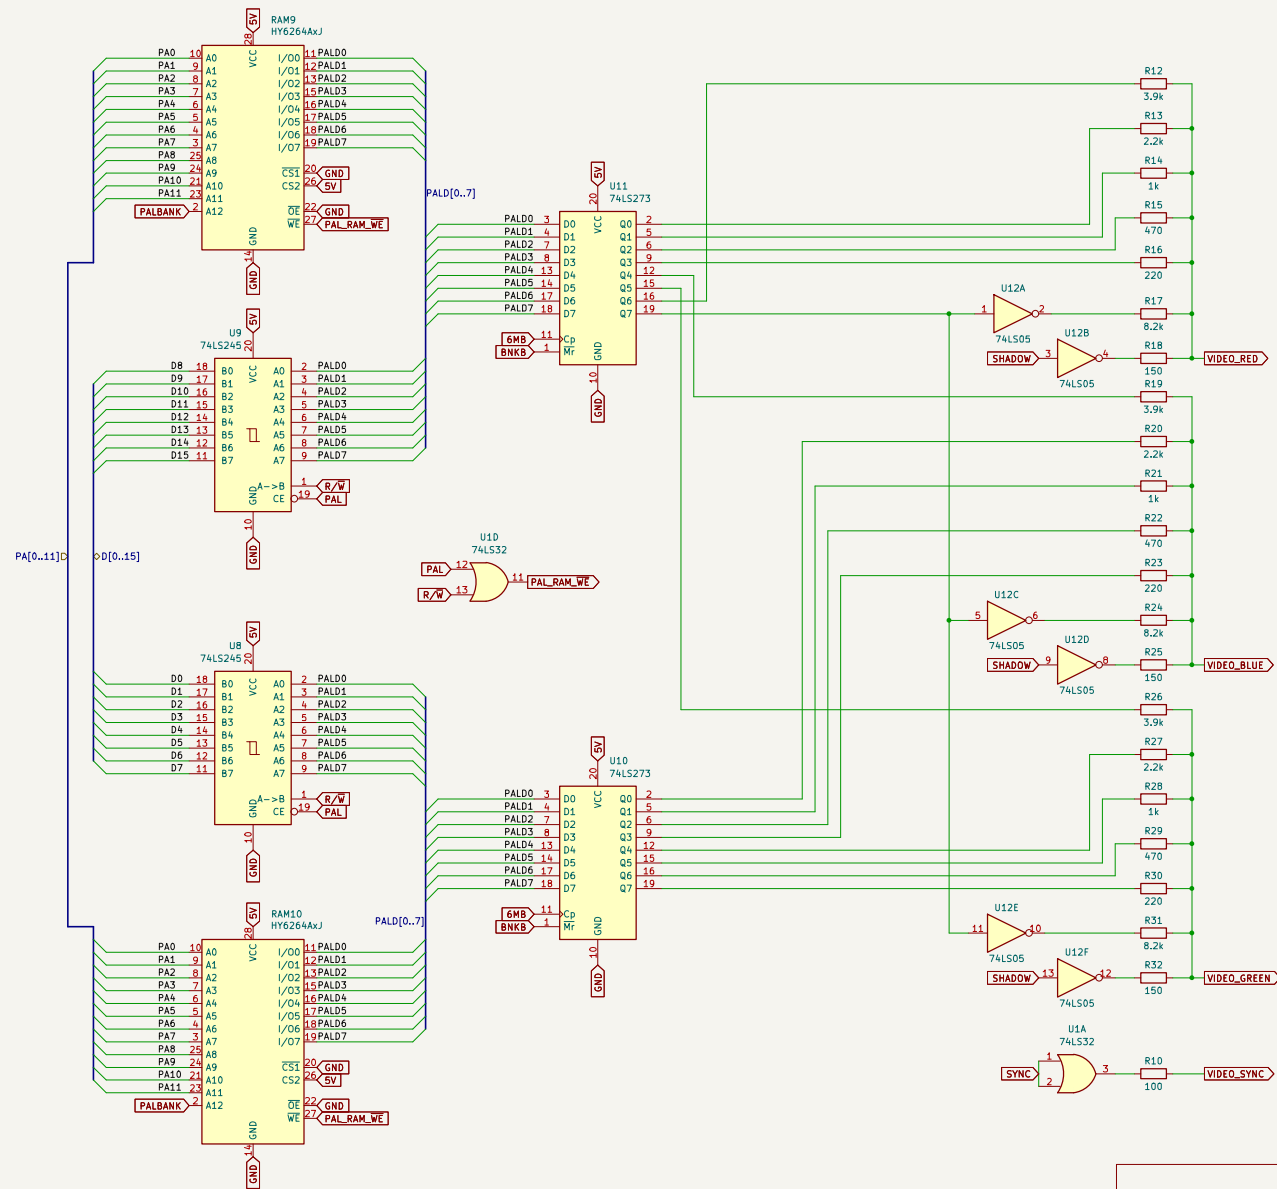 5V
RAM9
HY6264AxJ
28
VCC
PA0 10 A0 I/O0 11 PALD0
PA1 9 A1 I/O1 12 PALD1
PA2 8 A2 I/O2 13 PALD2
PA3 7 A3 I/O3 15 PALD3
PA4 6 A4 I/O4 16 PALD4
PA5 5 A5 I/O5 17 PALD5
PA6 4 A6 I/O6 18 PALD6
PA7 3 A7 I/O7 19 PALD7
PA8 25 A8
PA9 24 A9 CS1 20 GND
PA10 21 A10 CS2 26 5V
PA11 23 A11
PALBANK 2 A12 OE 22 GND
WE 27 PAL_RAM_WE
GND
14
GND
PALD[0..7]
5V
U9
74LS245
20
VCC
D8 18 B0 A0 2 PALD0
D9 17 B1 A1 3 PALD1
D10 16 B2 A2 4 PALD2
D11 15 B3 A3 5 PALD3
D12 14 B4 A4 6 PALD4
D13 13 B5 A5 7 PALD5
D14 12 B6 A6 8 PALD6
D15 11 B7 A7 9 PALD7
A->B 1 R/W
CE 19 PAL
GND
10
GND
PA[0..11]
D[0..15]
U1D
74LS32
PAL 12
11 PAL_RAM_WE
R/W 13
5V
U8
74LS245
20
VCC
D0 18 B0 A0 2 PALD0
D1 17 B1 A1 3 PALD1
D2 16 B2 A2 4 PALD2
D3 15 B3 A3 5 PALD3
D4 14 B4 A4 6 PALD4
D5 13 B5 A5 7 PALD5
D6 12 B6 A6 8 PALD6
D7 11 B7 A7 9 PALD7
A->B 1 R/W
CE 19 PAL
GND
10
GND
5V
RAM10
HY6264AxJ
28
VCC
PALD[0..7]
PA0 10 A0 I/O0 11 PALD0
PA1 9 A1 I/O1 12 PALD1
PA2 8 A2 I/O2 13 PALD2
PA3 7 A3 I/O3 15 PALD3
PA4 6 A4 I/O4 16 PALD4
PA5 5 A5 I/O5 17 PALD5
PA6 4 A6 I/O6 18 PALD6
PA7 3 A7 I/O7 19 PALD7
PA8 25 A8
PA9 24 A9 CS1 20 GND
PA10 21 A10 CS2 26 5V
PA11 23 A11
PALBANK 2 A12 OE 22 GND
WE 27 PAL_RAM_WE
GND
14
GND
5V
U11
74LS273
20
VCC
PALD0 3 D0 Q0 2
PALD1 4 D1 Q1 5
PALD2 7 D2 Q2 6
PALD3 8 D3 Q3 9
PALD4 13 D4 Q4 12
PALD5 14 D5 Q5 15
PALD6 17 D6 Q6 16
PALD7 18 D7 Q7 19
6MB 11 Cp
BNKB 1 Mr
GND
10
GND
5V
U10
74LS273
20
VCC
PALD0 3 D0 Q0 2
PALD1 4 D1 Q1 5
PALD2 7 D2 Q2 6
PALD3 8 D3 Q3 9
PALD4 13 D4 Q4 12
PALD5 14 D5 Q5 15
PALD6 17 D6 Q6 16
PALD7 18 D7 Q7 19
6MB 11 Cp
BNKB 1 Mr
GND
10
GND
R12
3.9k
R13
2.2k
R14
1k
R15
470
R16
220
U12A
1 2
74LS05
R17
8.2k
U12B
SHADOW 3 4
74LS05
R18
150
VIDEO_RED
R19
3.9k
R20
2.2k
R21
1k
R22
470
R23
220
U12C
5 6
74LS05
R24
8.2k
U12D
SHADOW 9 8
74LS05
R25
150
VIDEO_BLUE
R26
3.9k
R27
2.2k
R28
1k
R29
470
R30
220
U12E
11 10
74LS05
R31
8.2k
U12F
SHADOW 13 12
74LS05
R32
150
VIDEO_GREEN
U1A
74LS32
SYNC 1 2 3
R10
100
VIDEO_SYNC